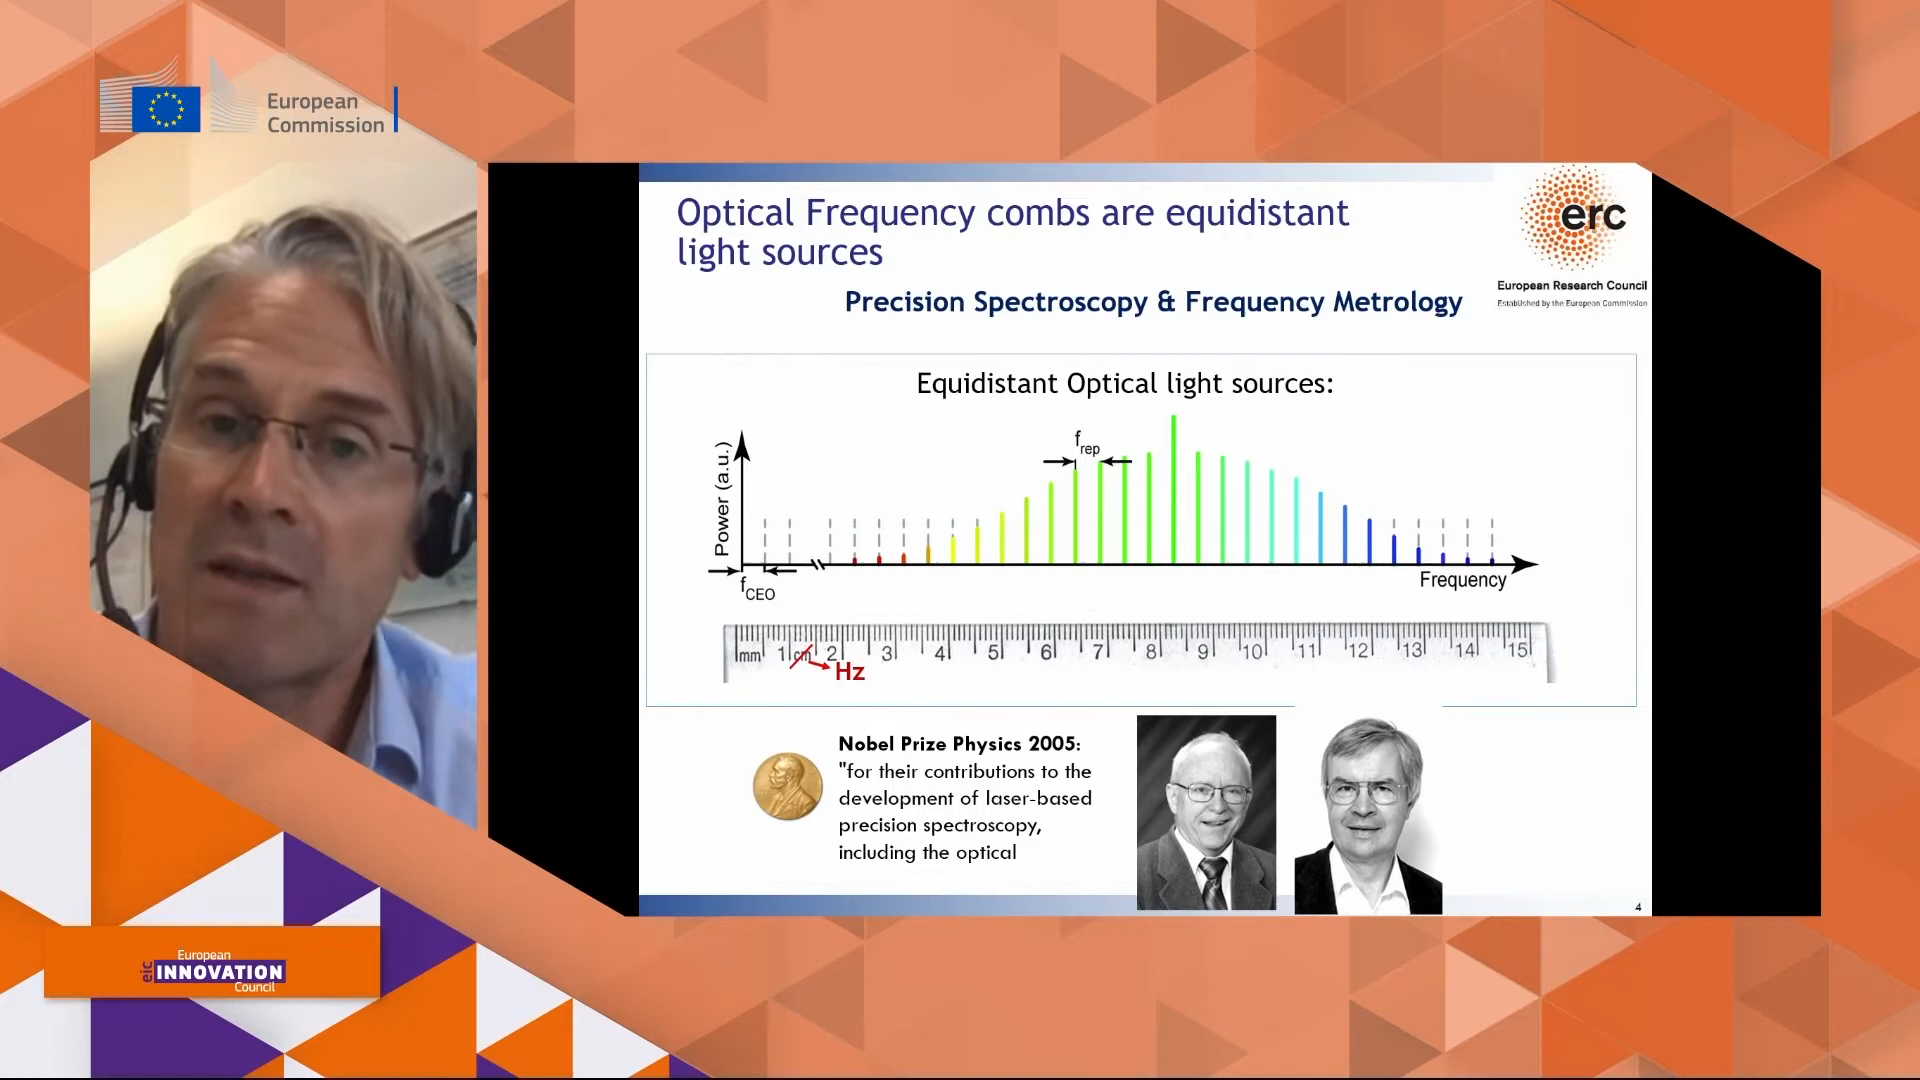 European
Commission
Optical Frequency combs are equidistant
light sources
erc
European Research Council
Established by the European Commission
Precision Spectroscopy & Frequency Metrology
Equidistant Optical light sources:
Power (a.u.)
frep
fCEO
Frequency
mm 1 cm 2 3 4 5 6 7 8 9 10 11 12 13 14 15
Hz
Nobel Prize Physics 2005:
"for their contributions to the
development of laser-based
precision spectroscopy,
including the optical
4
European
eic INNOVATION
Council